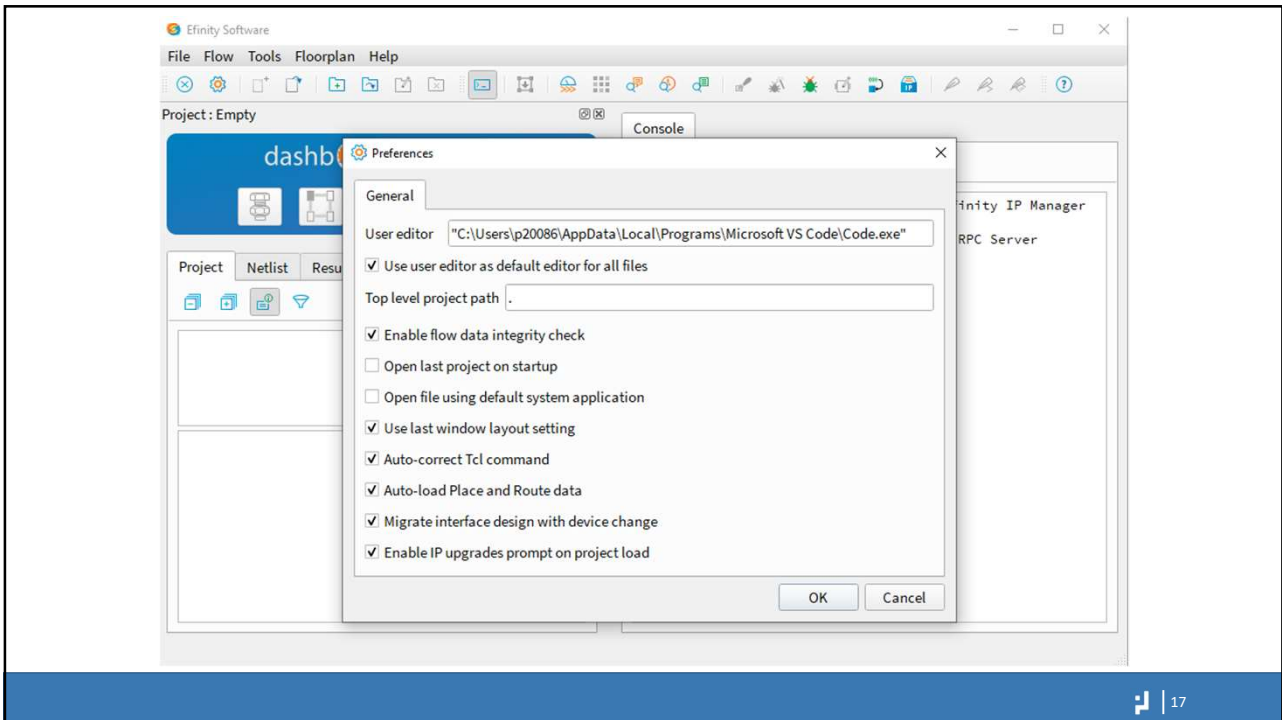 Efinity Software
File Flow Tools Floorplan Help
Project : Empty
Console
dashb
Preferences
General
User editor "C:\Users\p20086\AppData\Local\Programs\Microsoft VS Code\Code.exe"
Use user editor as default editor for all files
Top level project path .
Enable flow data integrity check
Open last project on startup
Open file using default system application
Use last window layout setting
Auto-correct Tcl command
Auto-load Place and Route data
Migrate interface design with device change
Enable IP upgrades prompt on project load
OK Cancel
Project Netlist Resu
finity IP Manager
RPC Server
17